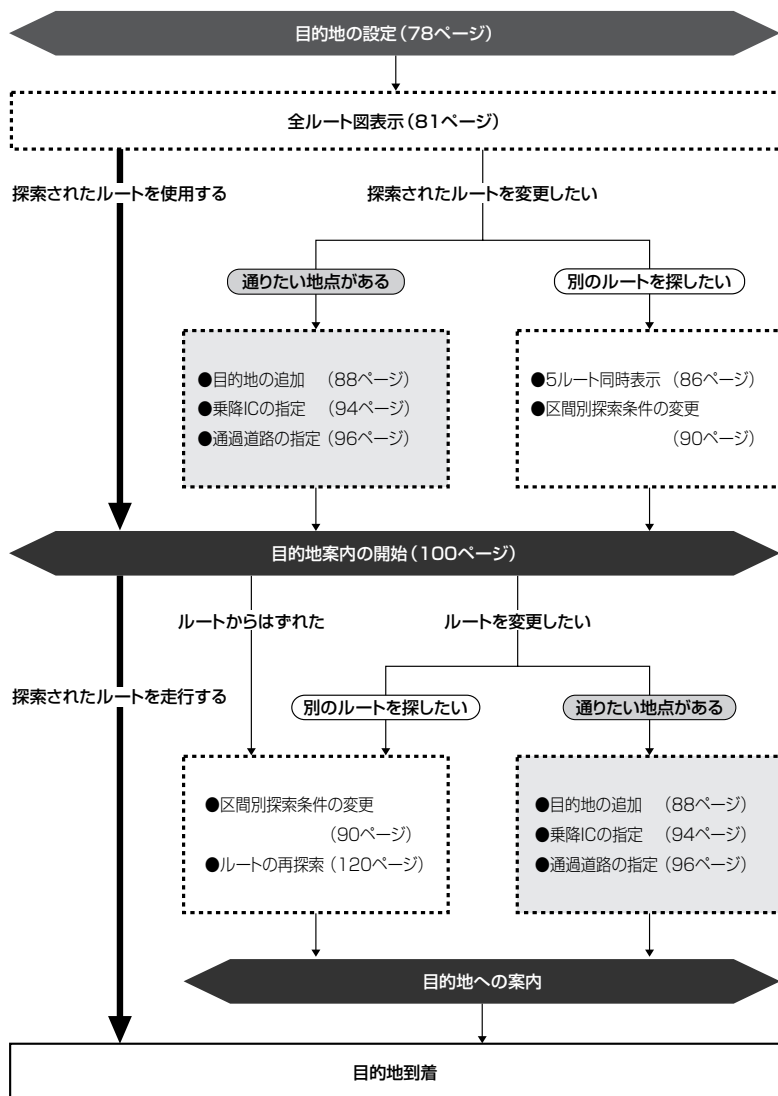 目的地の設定(78ページ)
全ルート図表示(81ページ)
探索されたルートを使用する
探索されたルートを変更したい
通りたい地点がある
別のルートを探したい
●目的地の追加 (88ページ)
●乗降ICの指定 (94ページ)
●通過道路の指定(96ページ)
●5ルート同時表示 (86ページ)
●区間別探索条件の変更
(90ページ)
目的地案内の開始(100ページ)
ルートからはずれた
ルートを変更したい
探索されたルートを走行する
別のルートを探したい
通りたい地点がある
●区間別探索条件の変更
(90ページ)
●ルートの再探索(120ページ)
●目的地の追加 (88ページ)
●乗降ICの指定 (94ページ)
●通過道路の指定(96ページ)
目的地への案内
目的地到着